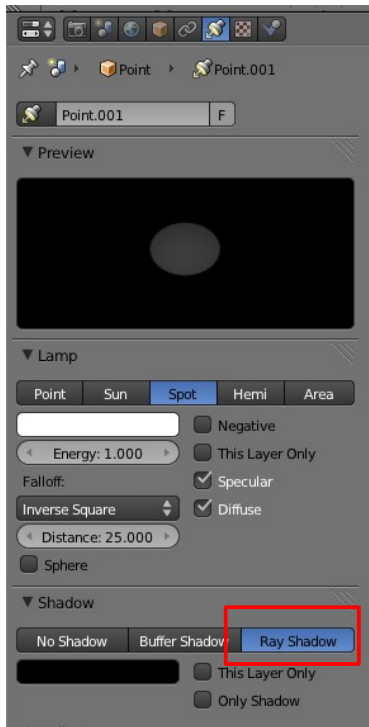 Point Point.001
Point.001 F
Preview
Lamp
Point Sun Spot Hemi Area
Negative
Energy: 1.000 This Layer Only
Falloff: Specular
Inverse Square Diffuse
Distance: 25.000
Sphere
Shadow
No Shadow Buffer Shadow Ray Shadow
This Layer Only
Only Shadow